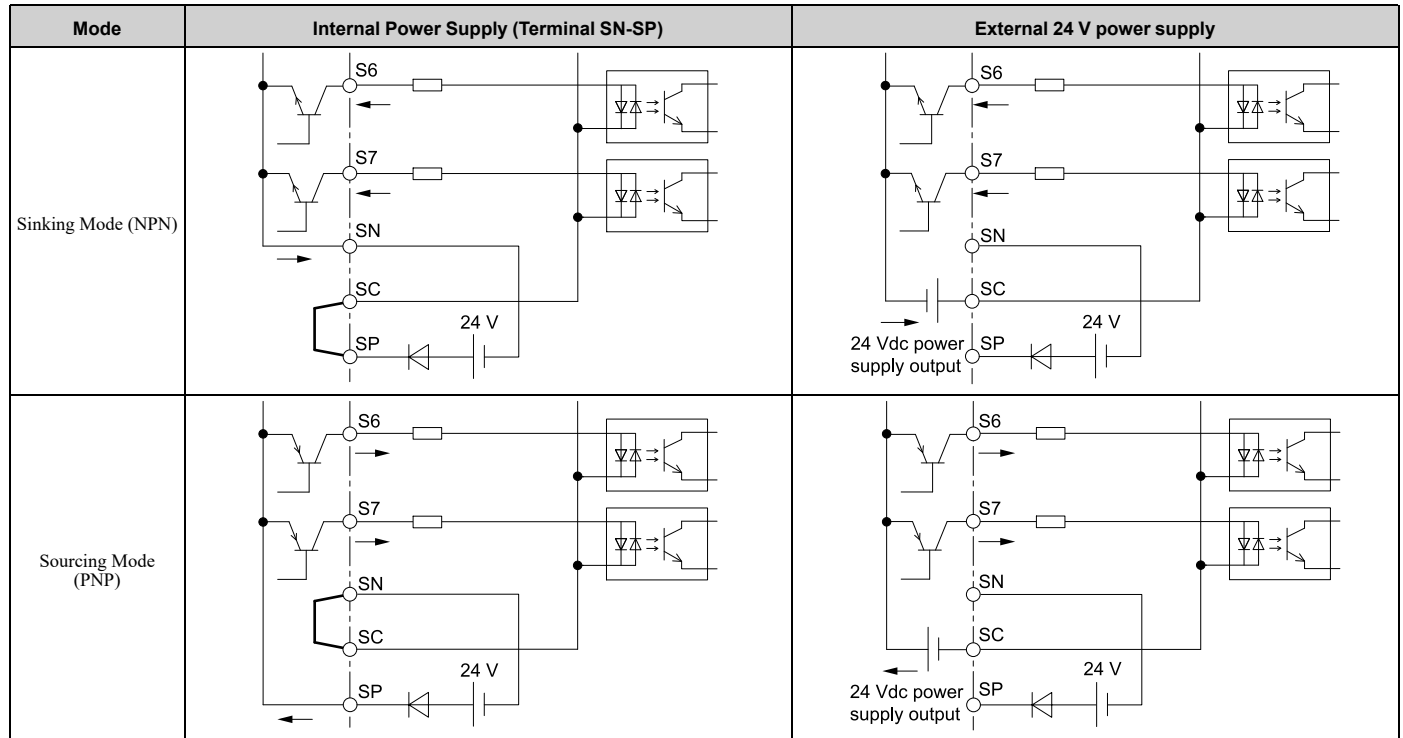 Mode
Internal Power Supply (Terminal SN-SP)
External 24 V power supply
Sinking Mode (NPN)
S6
S7
SN
SC
24 V
SP
S6
S7
SN
SC
24 V
24 Vdc power
supply output
SP
Sourcing Mode
(PNP)
S6
S7
SN
SC
24 V
SP
S6
S7
SN
SC
24 V
24 Vdc power
supply output
SP